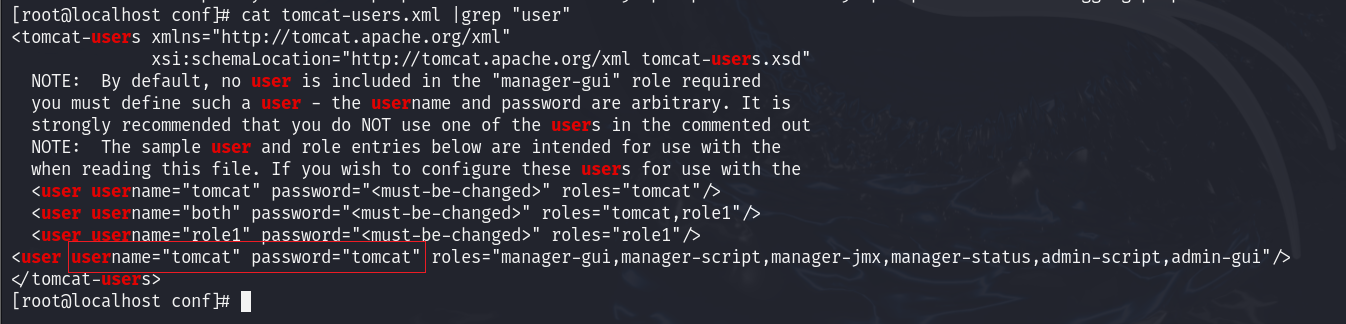 [root@localhost conf]# cat tomcat-users.xml |grep "user"
<tomcat-users xmlns="http://tomcat.apache.org/xml"
              xsi:schemaLocation="http://tomcat.apache.org/xml tomcat-users.xsd"
  NOTE:  By default, no user is included in the "manager-gui" role required
  you must define such a user - the username and password are arbitrary. It is
  strongly recommended that you do NOT use one of the users in the commented out
  NOTE:  The sample user and role entries below are intended for use with the
  when reading this file. If you wish to configure these users for use with the
  <user username="tomcat" password="<must-be-changed>" roles="tomcat"/>
  <user username="both" password="<must-be-changed>" roles="tomcat,role1"/>
  <user username="role1" password="<must-be-changed>" roles="role1"/>
<user username="tomcat" password="tomcat" roles="manager-gui,manager-script,manager-jmx,manager-status,admin-script,admin-gui"/>
</tomcat-users>
[root@localhost conf]#